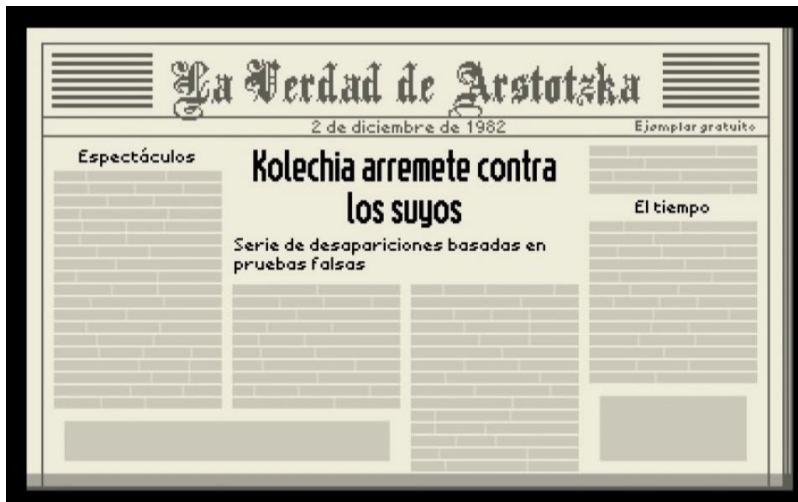 La Verdad de Arstotzka
2 de diciembre de 1982
Ejemplar gratuito
Espectáculos
Kolechia arremete contra
los suyos
Serie de desapariciones basadas en
pruebas falsas
El tiempo